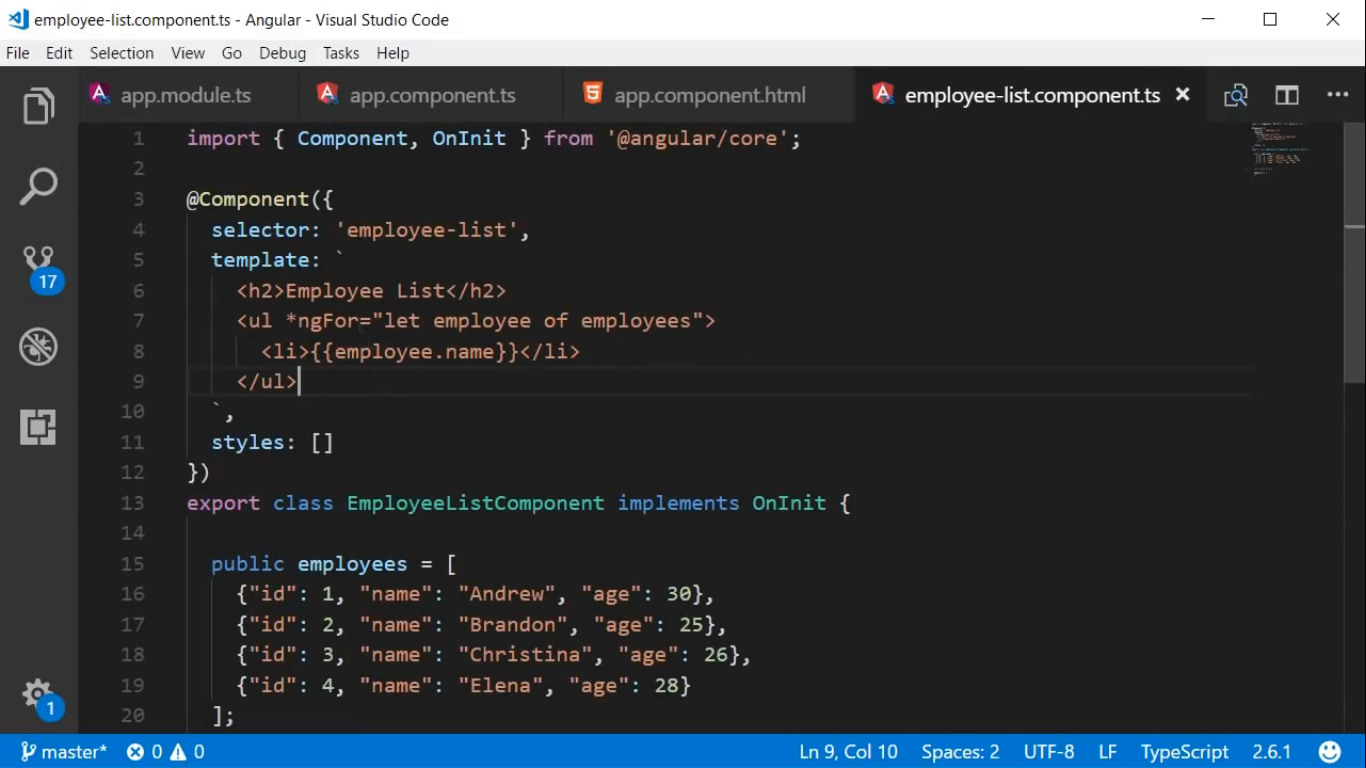 employee-list.component.ts - Angular - Visual Studio Code
File Edit Selection View Go Debug Tasks Help
app.module.ts app.component.ts app.component.html employee-list.component.ts
1 import { Component, OnInit } from '@angular/core';
2
3 @Component({
4 selector: 'employee-list',
5 template: `
6 <h2>Employee List</h2>
7 <ul *ngFor="let employee of employees">
8 <li>{{employee.name}}</li>
9 </ul>
10 `,
11 styles: []
12 })
13 export class EmployeeListComponent implements OnInit {
14
15 public employees = [
16 {"id": 1, "name": "Andrew", "age": 30},
17 {"id": 2, "name": "Brandon", "age": 25},
18 {"id": 3, "name": "Christina", "age": 26},
19 {"id": 4, "name": "Elena", "age": 28}
20 ];
17
1
master* 0 0 Ln 9, Col 10 Spaces: 2 UTF-8 LF TypeScript 2.6.1